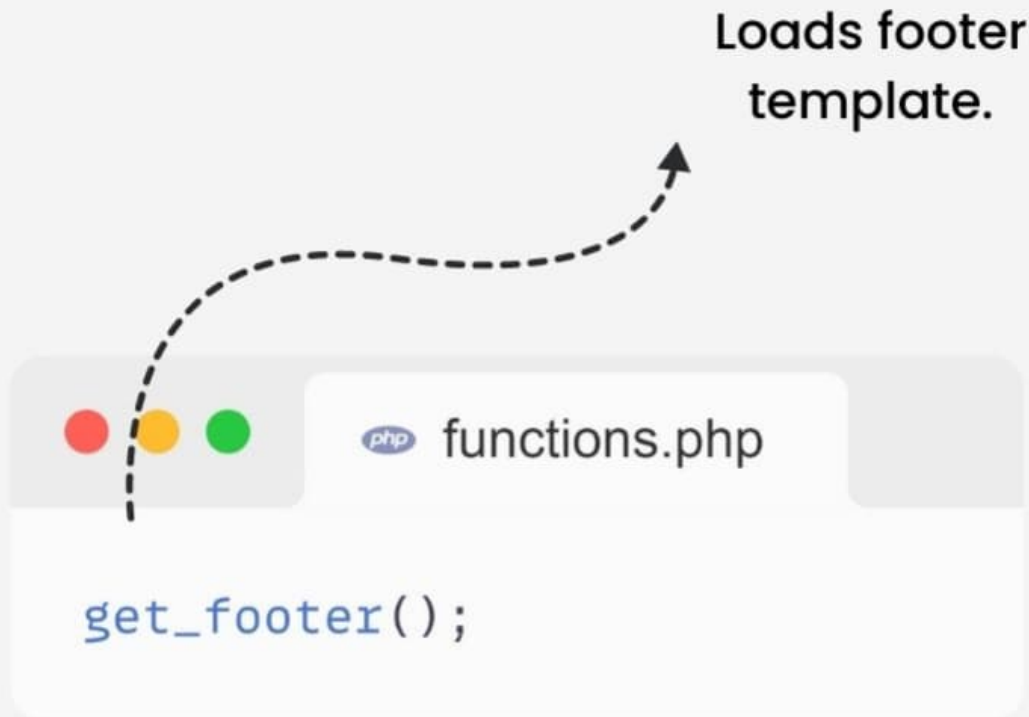 Loads footer
template.
php functions.php
get_footer();